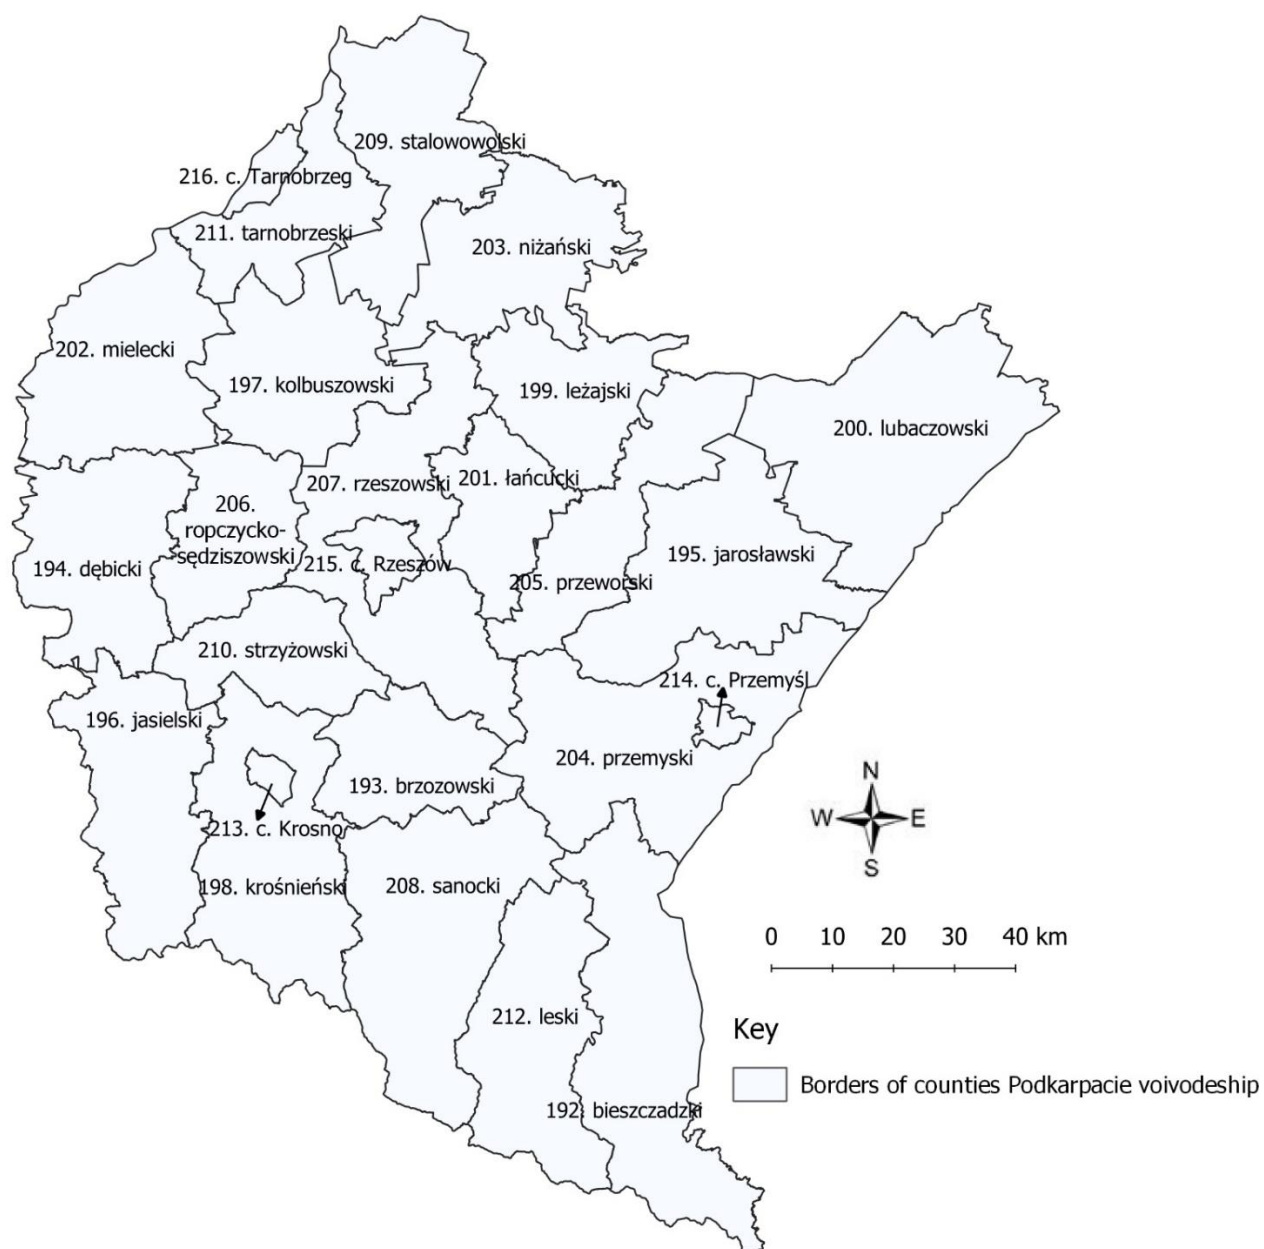 209. stalowowolski
216. c. Tarnobrzeg
211. tarnobrzeski
203. niżański
202. mielecki
197. kolbuszowski
199. leżajski
200. lubaczowski
207. rzeszowski
201. łańcucki
206.
ropczycko-
sędziszowski
194. dębicki
215. c. Rzeszów
195. jarosławski
205. przeworski
210. strzyżowski
214. c. Przemyśl
196. jasielski
204. przemyski
193. brzozowski
213. c. Krosno
198. krośnieński
208. sanocki
212. leski
192. bieszczadzki
N
W
E
S
0 10 20 30 40 km
Key
Borders of counties Podkarpacie voivodeship